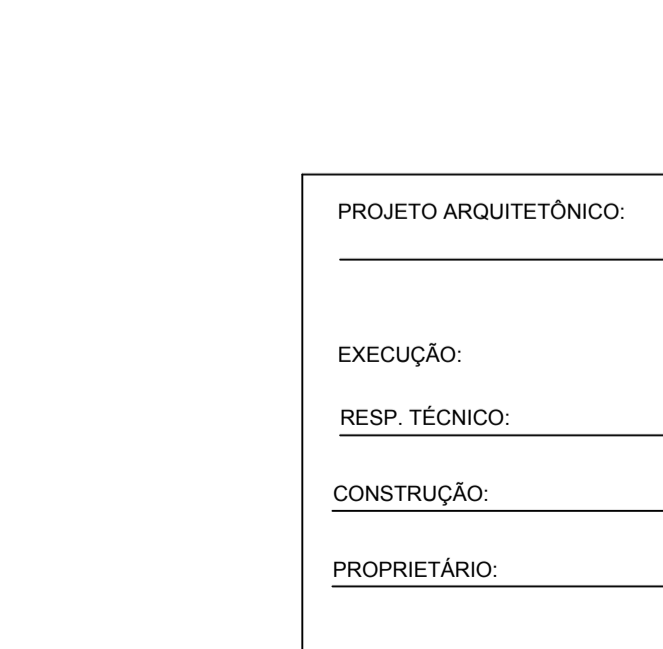 PROJETO ARQUITETÔNICO:
EXECUÇÃO:
RESP. TÉCNICO:
CONSTRUÇÃO:
PROPRIETÁRIO: